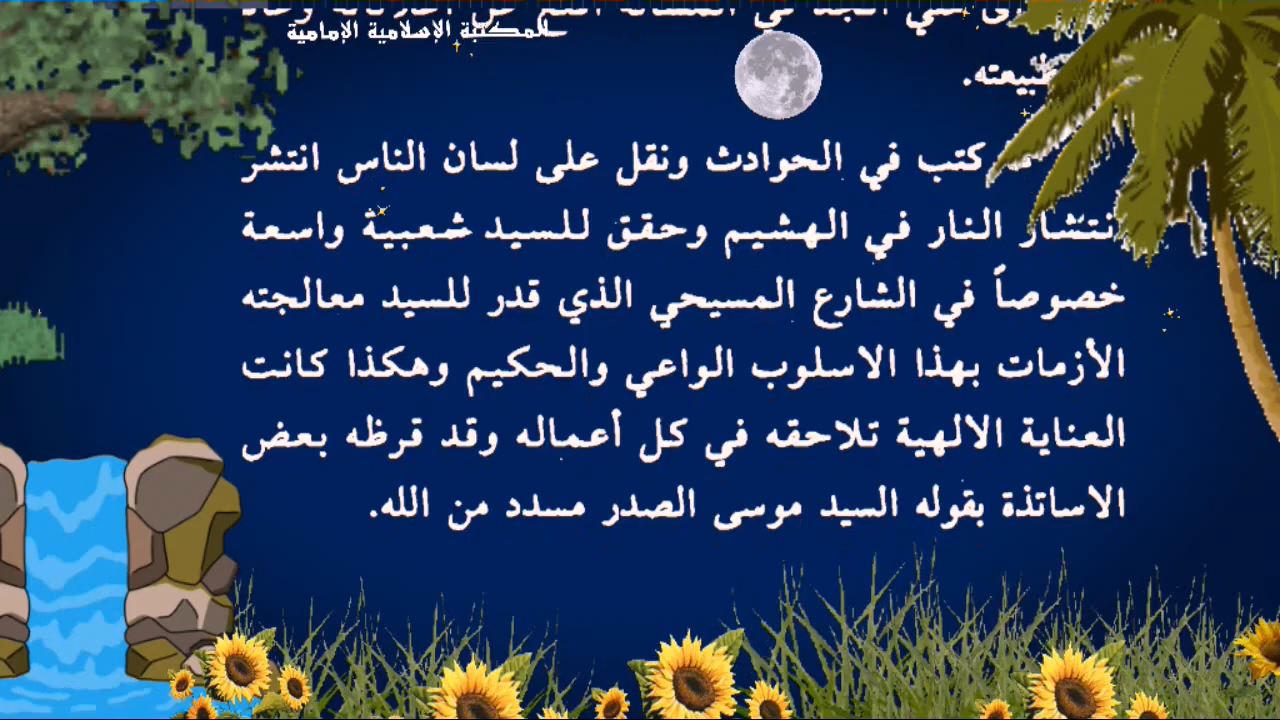 المكتبة الإسلامية الإمامية
طبيعته.
كتب في الحوادث ونقل على لسان الناس انتشر
نتشار النار في الهشيم وحقق للسيد شعبية واسعة
خصوصاً في الشارع المسيحي الذي قدر للسيد معالجته
الأزمات بهذا الاسلوب الواعي والحكيم وهكذا كانت
العناية الالهية تلاحقه في كل أعماله وقد قرظه بعض
الاساتذة بقوله السيد موسى الصدر مسدد من الله.